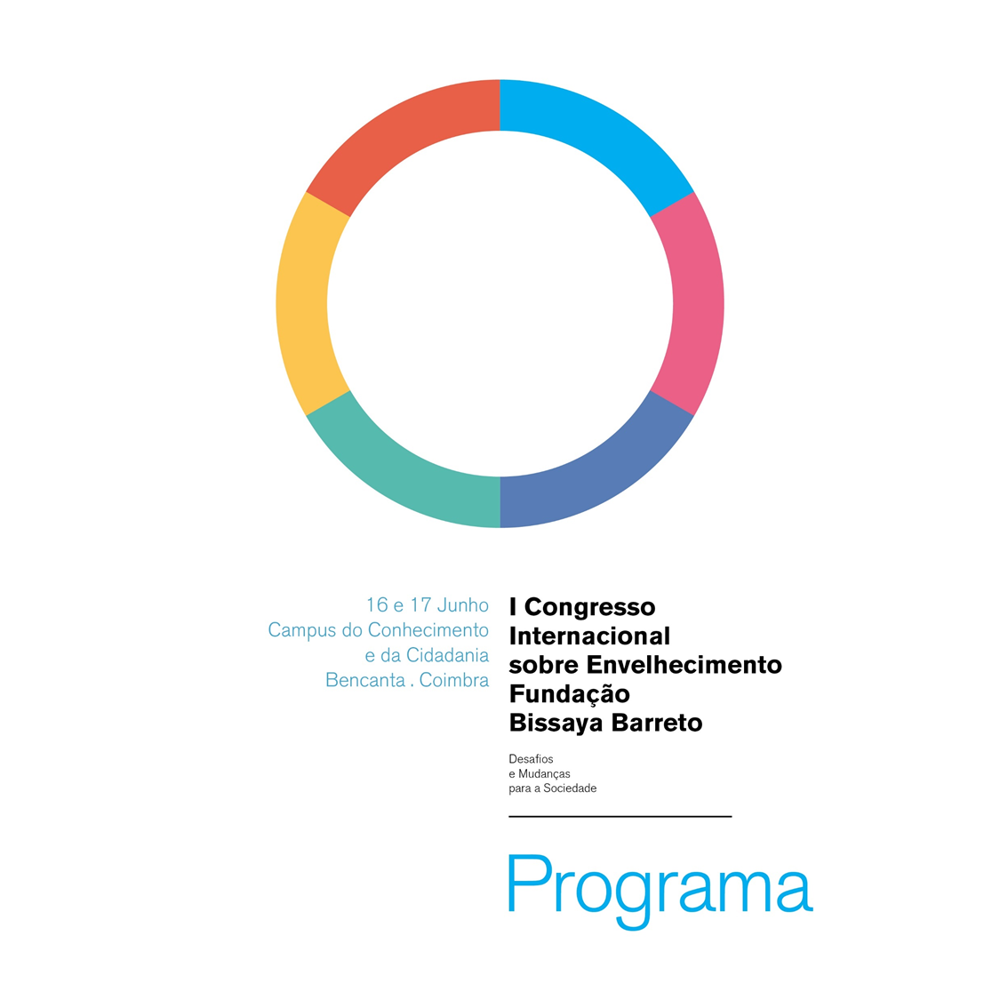 16 e 17 Junho
Campus do Conhecimento
e da Cidadania
Bencanta . Coimbra
I Congresso
Internacional
sobre Envelhecimento
Fundação
Bissaya Barreto
Desafios
e Mudanças
para a Sociedade
Programa